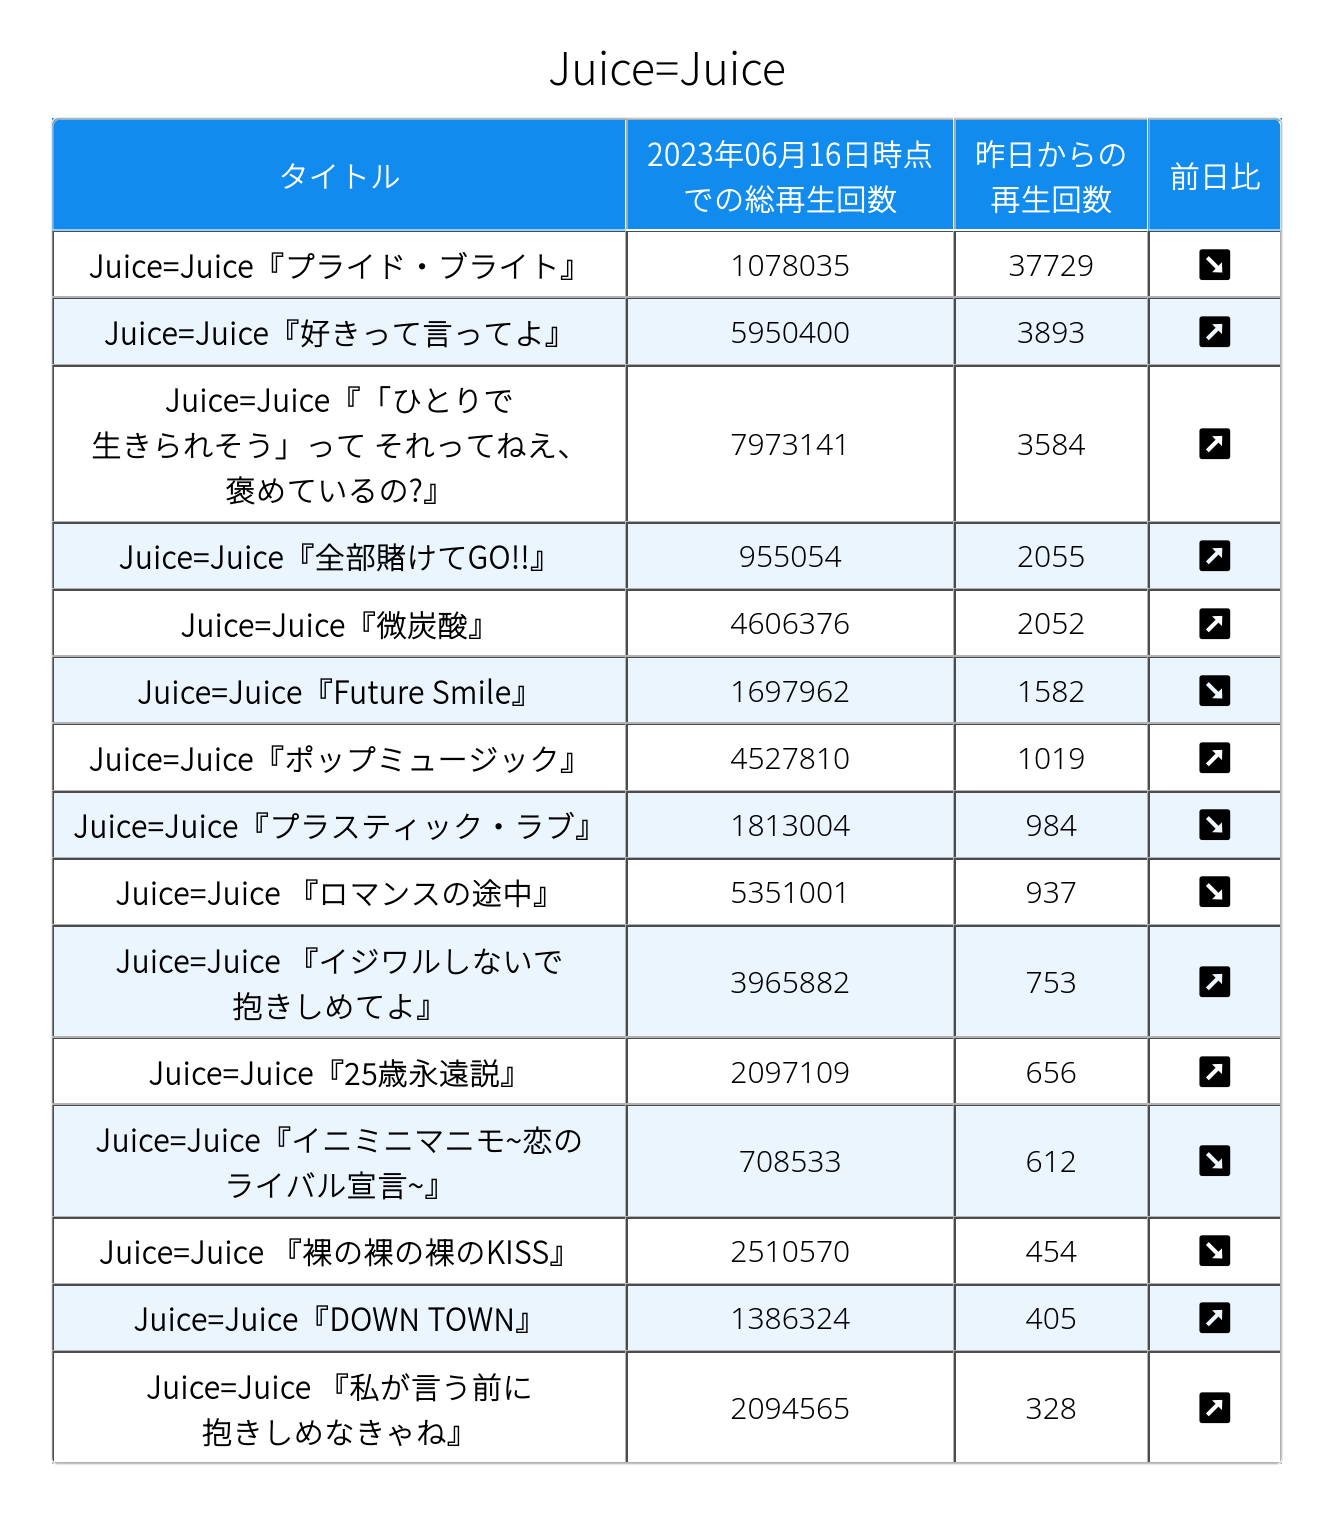 Juice=Juice
タイトル
2023年06月16日時点
での総再生回数
昨日からの
再生回数
前日比
Juice=Juice『プライド・ブライト』 1078035 37729 ↘
Juice=Juice『好きって言ってよ』 5950400 3893 ↗
Juice=Juice『「ひとりで
生きられそう」って それってねえ、
褒めているの?』 7973141 3584 ↗
Juice=Juice『全部賭けてGO!!』 955054 2055 ↗
Juice=Juice『微炭酸』 4606376 2052 ↗
Juice=Juice『Future Smile』 1697962 1582 ↘
Juice=Juice『ポップミュージック』 4527810 1019 ↗
Juice=Juice『プラスティック・ラブ』 1813004 984 ↘
Juice=Juice 『ロマンスの途中』 5351001 937 ↘
Juice=Juice 『イジワルしないで
抱きしめてよ』 3965882 753 ↗
Juice=Juice『25歳永遠説』 2097109 656 ↗
Juice=Juice『イニミニマニモ~恋の
ライバル宣言~』 708533 612 ↘
Juice=Juice 『裸の裸の裸のKISS』 2510570 454 ↘
Juice=Juice『DOWN TOWN』 1386324 405 ↗
Juice=Juice 『私が言う前に
抱きしめなきゃね』 2094565 328 ↗